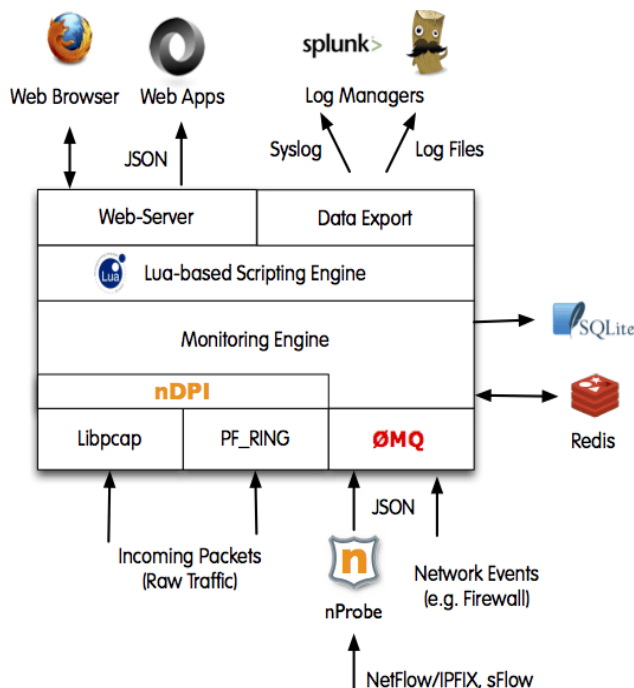 splunk>
Web Browser
Web Apps
Log Managers
JSON
Syslog
Log Files
Web-Server
Data Export
Lua
Lua-based Scripting Engine
Monitoring Engine
SQLite
nDPI
Libpcap
PF_RING
ØMQ
Redis
JSON
Incoming Packets
(Raw Traffic)
n
nProbe
Network Events
(e.g. Firewall)
NetFlow/IPFIX, sFlow